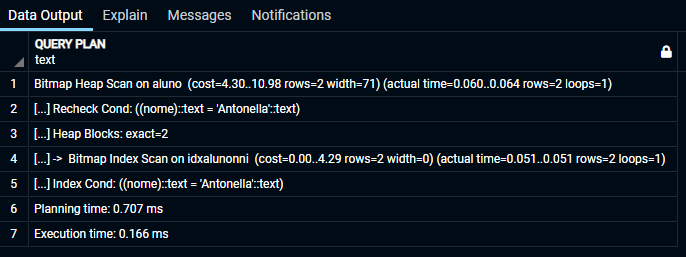 Data Output Explain Messages Notifications
QUERY PLAN
text
1 Bitmap Heap Scan on aluno (cost=4.30..10.98 rows=2 width=71) (actual time=0.060..0.064 rows=2 loops=1)
2 [...] Recheck Cond: ((nome)::text = 'Antonella'::text)
3 [...] Heap Blocks: exact=2
4 [...] -> Bitmap Index Scan on idxalunonni (cost=0.00..4.29 rows=2 width=0) (actual time=0.051..0.051 rows=2 loops=1)
5 [...] Index Cond: ((nome)::text = 'Antonella'::text)
6 Planning time: 0.707 ms
7 Execution time: 0.166 ms